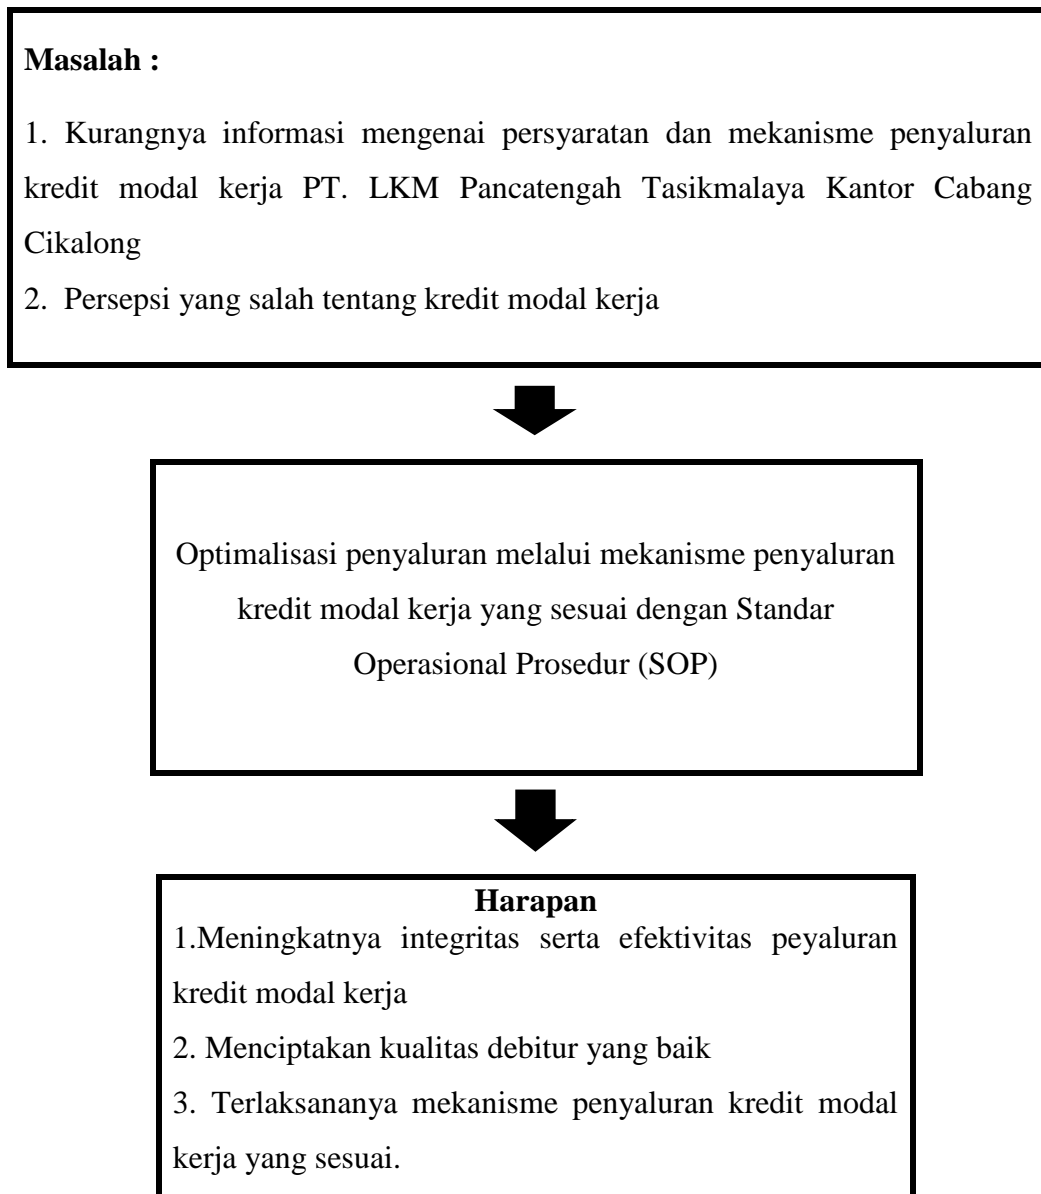 Masalah :
1. Kurangnya informasi mengenai persyaratan dan mekanisme penyaluran
kredit modal kerja PT. LKM Pancatengah Tasikmalaya Kantor Cabang
Cikalong
2. Persepsi yang salah tentang kredit modal kerja
Optimalisasi penyaluran melalui mekanisme penyaluran
kredit modal kerja yang sesuai dengan Standar
Operasional Prosedur (SOP)
Harapan
1.Meningkatnya integritas serta efektivitas peyaluran
kredit modal kerja
2. Menciptakan kualitas debitur yang baik
3. Terlaksananya mekanisme penyaluran kredit modal
kerja yang sesuai.